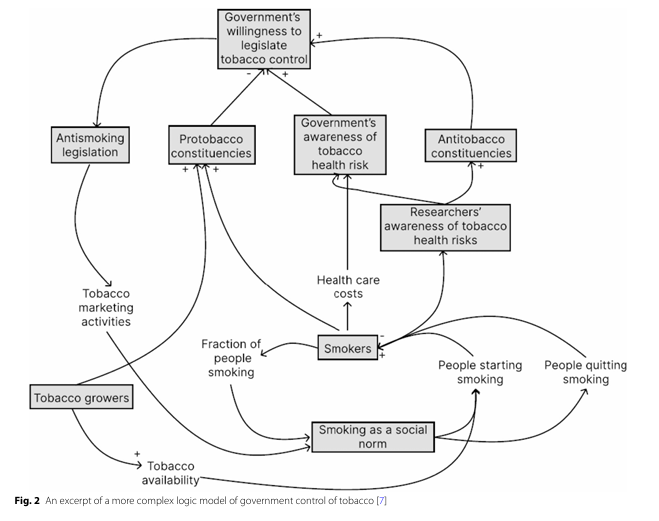 Government's
willingness to
legislate
tobacco control
+
-
+
Antismoking
legislation
Protobacco
constituencies
+
+
Government's
awareness of
tobacco
health risk
Antitobacco
constituencies
+
Researchers'
awareness of tobacco
health risks
Tobacco
marketing
activities
Health care
costs
Fraction of
people
smoking
Smokers
-
+
People starting
smoking
People quitting
smoking
Tobacco growers
Smoking as a social
norm
+
Tobacco
availability
Fig. 2 An excerpt of a more complex logic model of government control of tobacco [7]